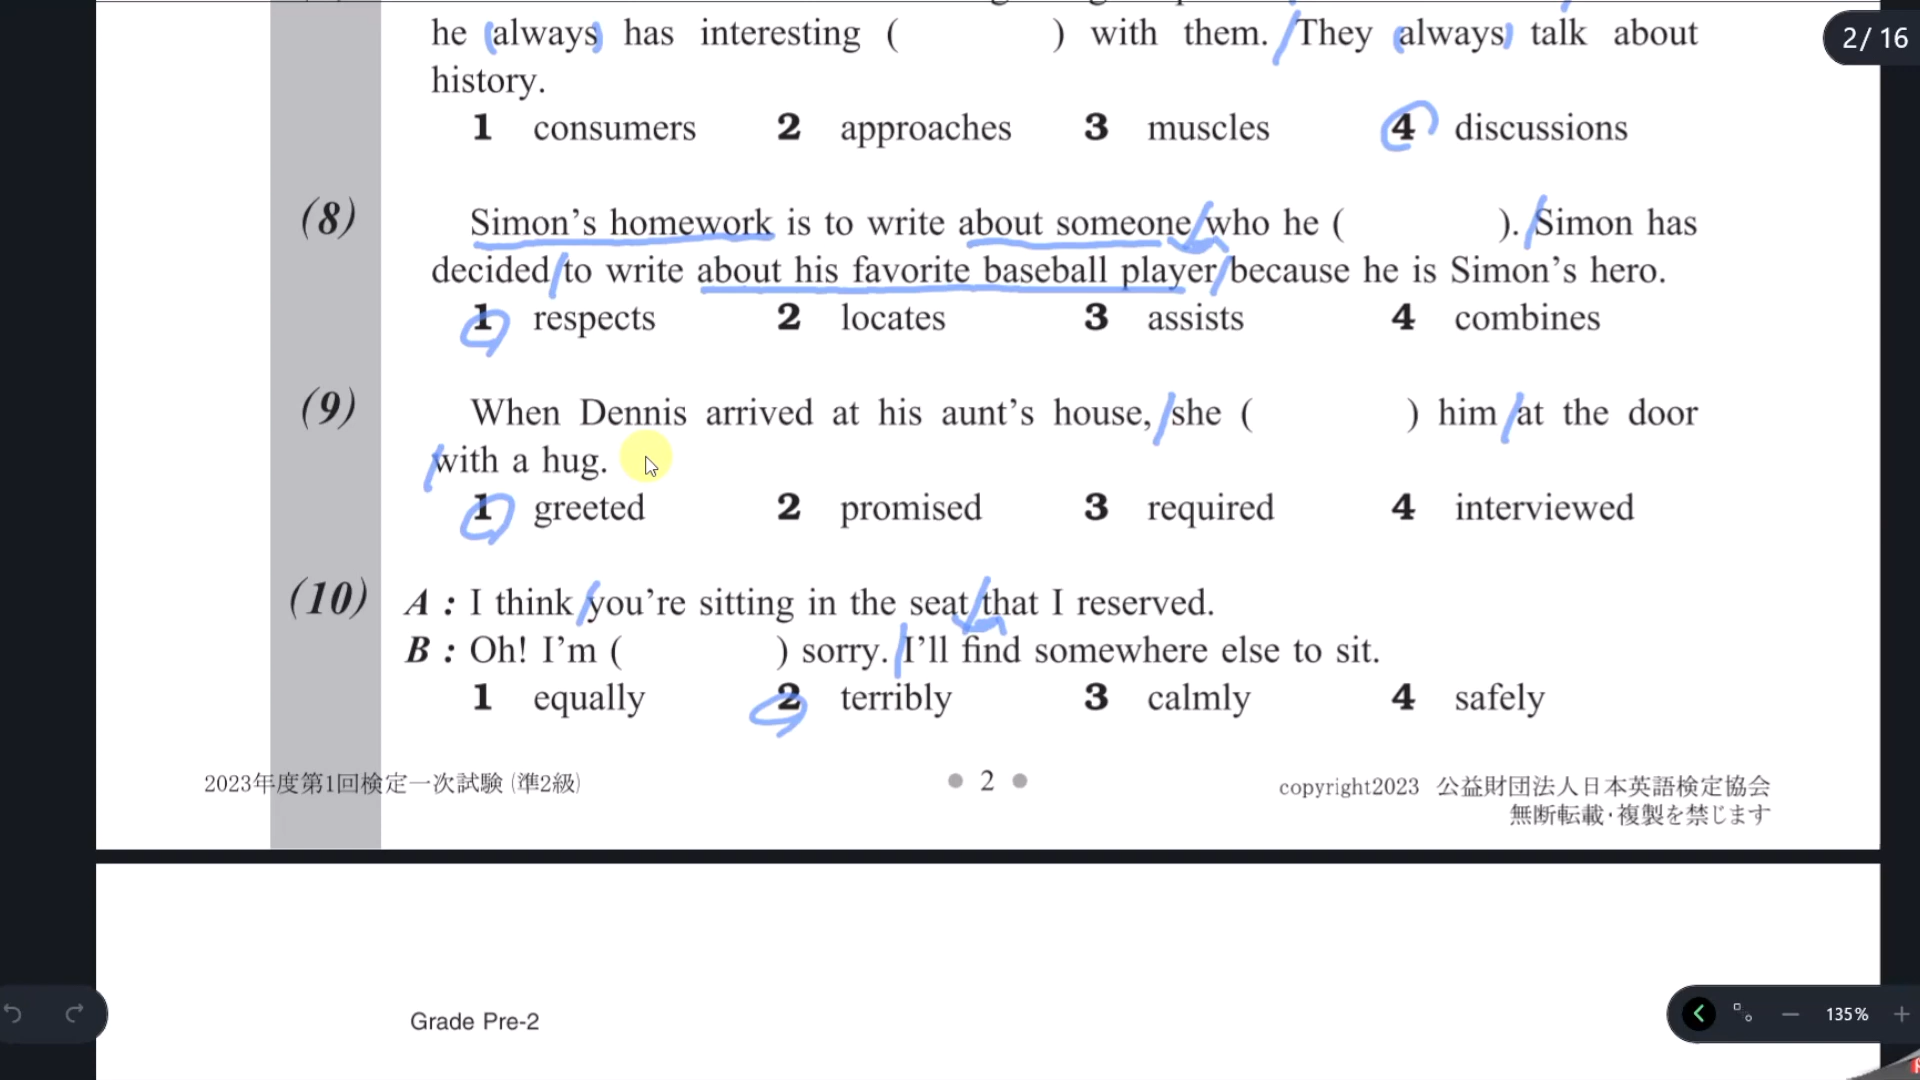 he always has interesting (          ) with them. They always talk about
history.
1 consumers 2 approaches 3 muscles 4 discussions
(8) Simon's homework is to write about someone who he (          ). Simon has
decided to write about his favorite baseball player because he is Simon's hero.
1 respects 2 locates 3 assists 4 combines
(9) When Dennis arrived at his aunt's house, she (          ) him at the door
with a hug.
1 greeted 2 promised 3 required 4 interviewed
(10) A : I think you're sitting in the seat that I reserved.
B : Oh! I'm (          ) sorry. I'll find somewhere else to sit.
1 equally 2 terribly 3 calmly 4 safely
2023年度第1回検定一次試験 (準2級)
● 2 ●
copyright2023 公益財団法人日本英語検定協会
無断転載・複製を禁じます
Grade Pre-2
2 / 16
135%